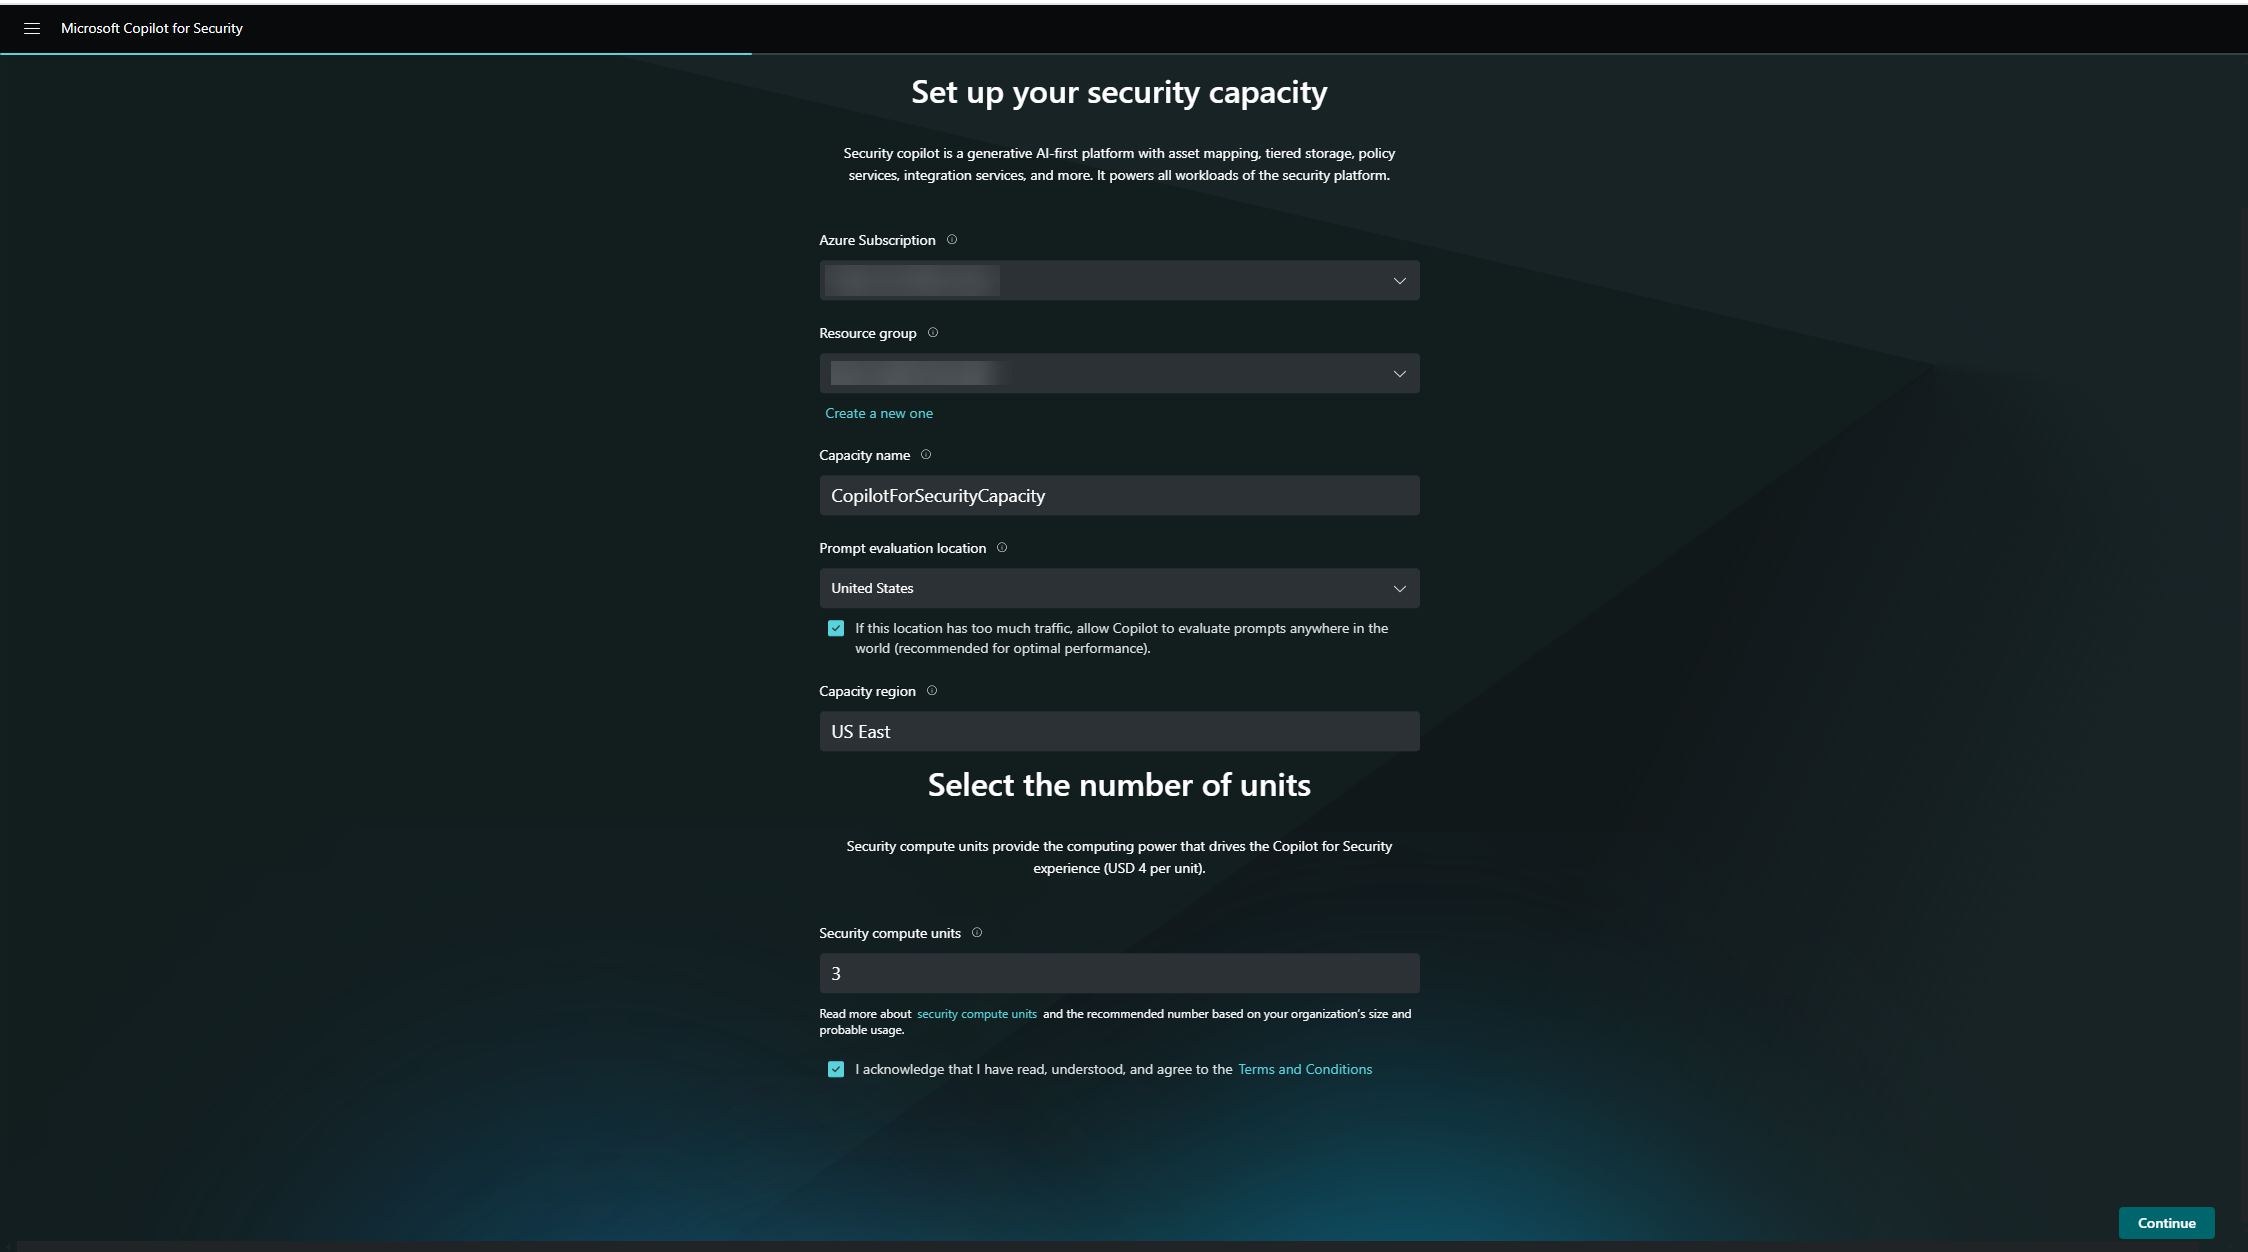 Microsoft Copilot for Security
Set up your security capacity
Security copilot is a generative AI-first platform with asset mapping, tiered storage, policy
services, integration services, and more. It powers all workloads of the security platform.
Azure Subscription
Resource group
Create a new one
Capacity name
CopilotForSecurityCapacity
Prompt evaluation location
United States
If this location has too much traffic, allow Copilot to evaluate prompts anywhere in the
world (recommended for optimal performance).
Capacity region
US East
Select the number of units
Security compute units provide the computing power that drives the Copilot for Security
experience (USD 4 per unit).
Security compute units
3
Read more about security compute units and the recommended number based on your organization's size and
probable usage.
I acknowledge that I have read, understood, and agree to the Terms and Conditions
Continue